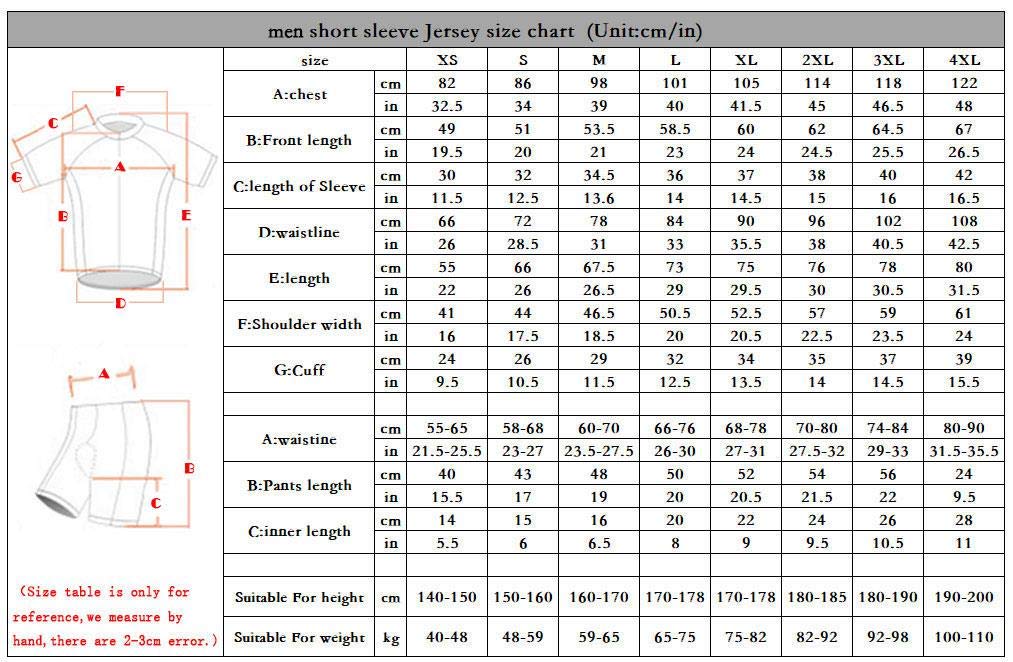 men short sleeve Jersey size chart (Unit:cm/in)
size XS S M L XL 2XL 3XL 4XL
A:chest cm 82 86 98 101 105 114 118 122
in 32.5 34 39 40 41.5 45 46.5 48
B:Front length cm 49 51 53.5 58.5 60 62 64.5 67
in 19.5 20 21 23 24 24.5 25.5 26.5
C:length of Sleeve cm 30 32 34.5 36 37 38 40 42
in 11.5 12.5 13.6 14 14.5 15 16 16.5
D:waistline cm 66 72 78 84 90 96 102 108
in 26 28.5 31 33 35.5 38 40.5 42.5
E:length cm 55 66 67.5 73 75 76 78 80
in 22 26 26.5 29 29.5 30 30.5 31.5
F:Shoulder width cm 41 44 46.5 50.5 52.5 57 59 61
in 16 17.5 18.5 20 20.5 22.5 23.5 24
G:Cuff cm 24 26 29 32 34 35 37 39
in 9.5 10.5 11.5 12.5 13.5 14 14.5 15.5
A:waistine cm 55-65 58-68 60-70 66-76 68-78 70-80 74-84 80-90
in 21.5-25.5 23-27 23.5-27.5 26-30 27-31 27.5-32 29-33 31.5-35.5
B:Pants length cm 40 43 48 50 52 54 56 24
in 15.5 17 19 20 20.5 21.5 22 9.5
C:inner length cm 14 15 16 20 22 24 26 28
in 5.5 6 6.5 8 9 9.5 10.5 11
Suitable For height cm 140-150 150-160 160-170 170-178 170-178 180-185 180-190 190-200
Suitable For weight kg 40-48 48-59 59-65 65-75 75-82 82-92 92-98 100-110
F
C
A
G
B
E
D
A
B
C
(Size table is only for
reference,we measure by
hand,there are 2-3cm error.)